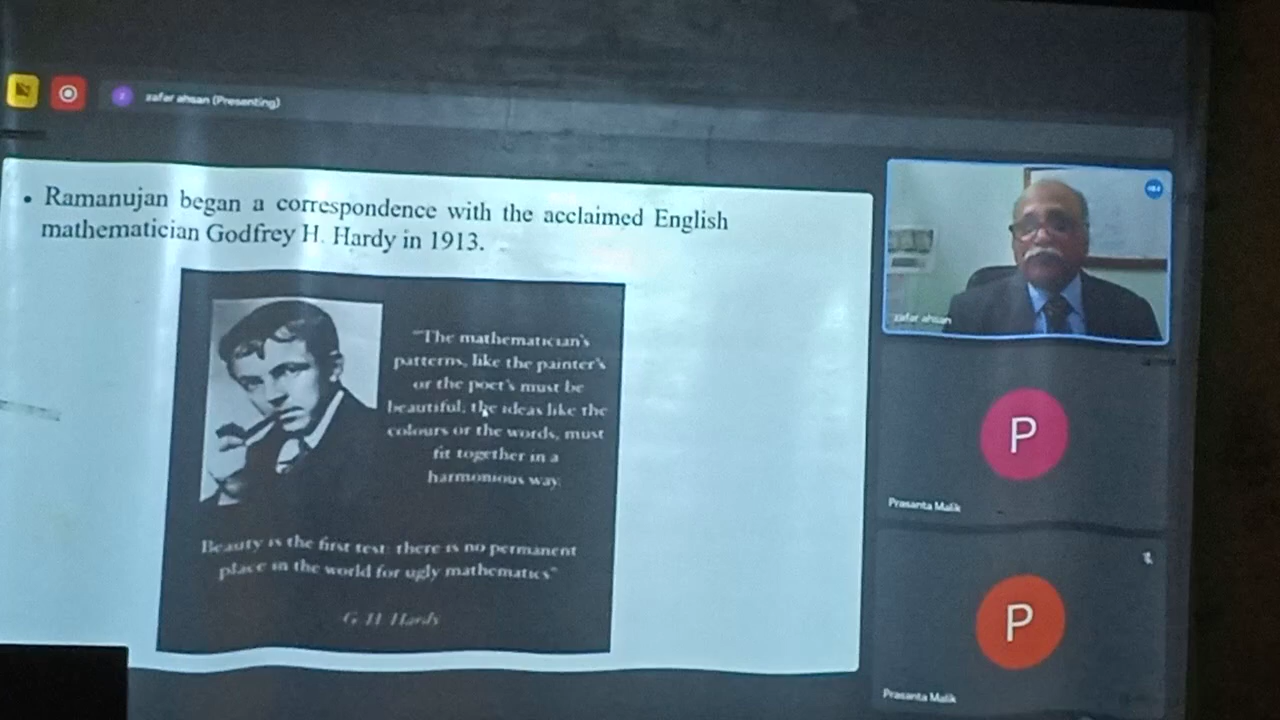 zafar ahsan (Presenting)
• Ramanujan began a correspondence with the acclaimed English
mathematician Godfrey H. Hardy in 1913.
"The mathematician's
patterns, like the painter's
or the poet's must be
beautiful; the ideas like the
colours or the words, must
fit together in a
harmonious way.
Beauty is the first test: there is no permanent
place in the world for ugly mathematics"
G. H. Hardy
zafar ahsan
P
Prasanta Malik
P
Prasanta Malik